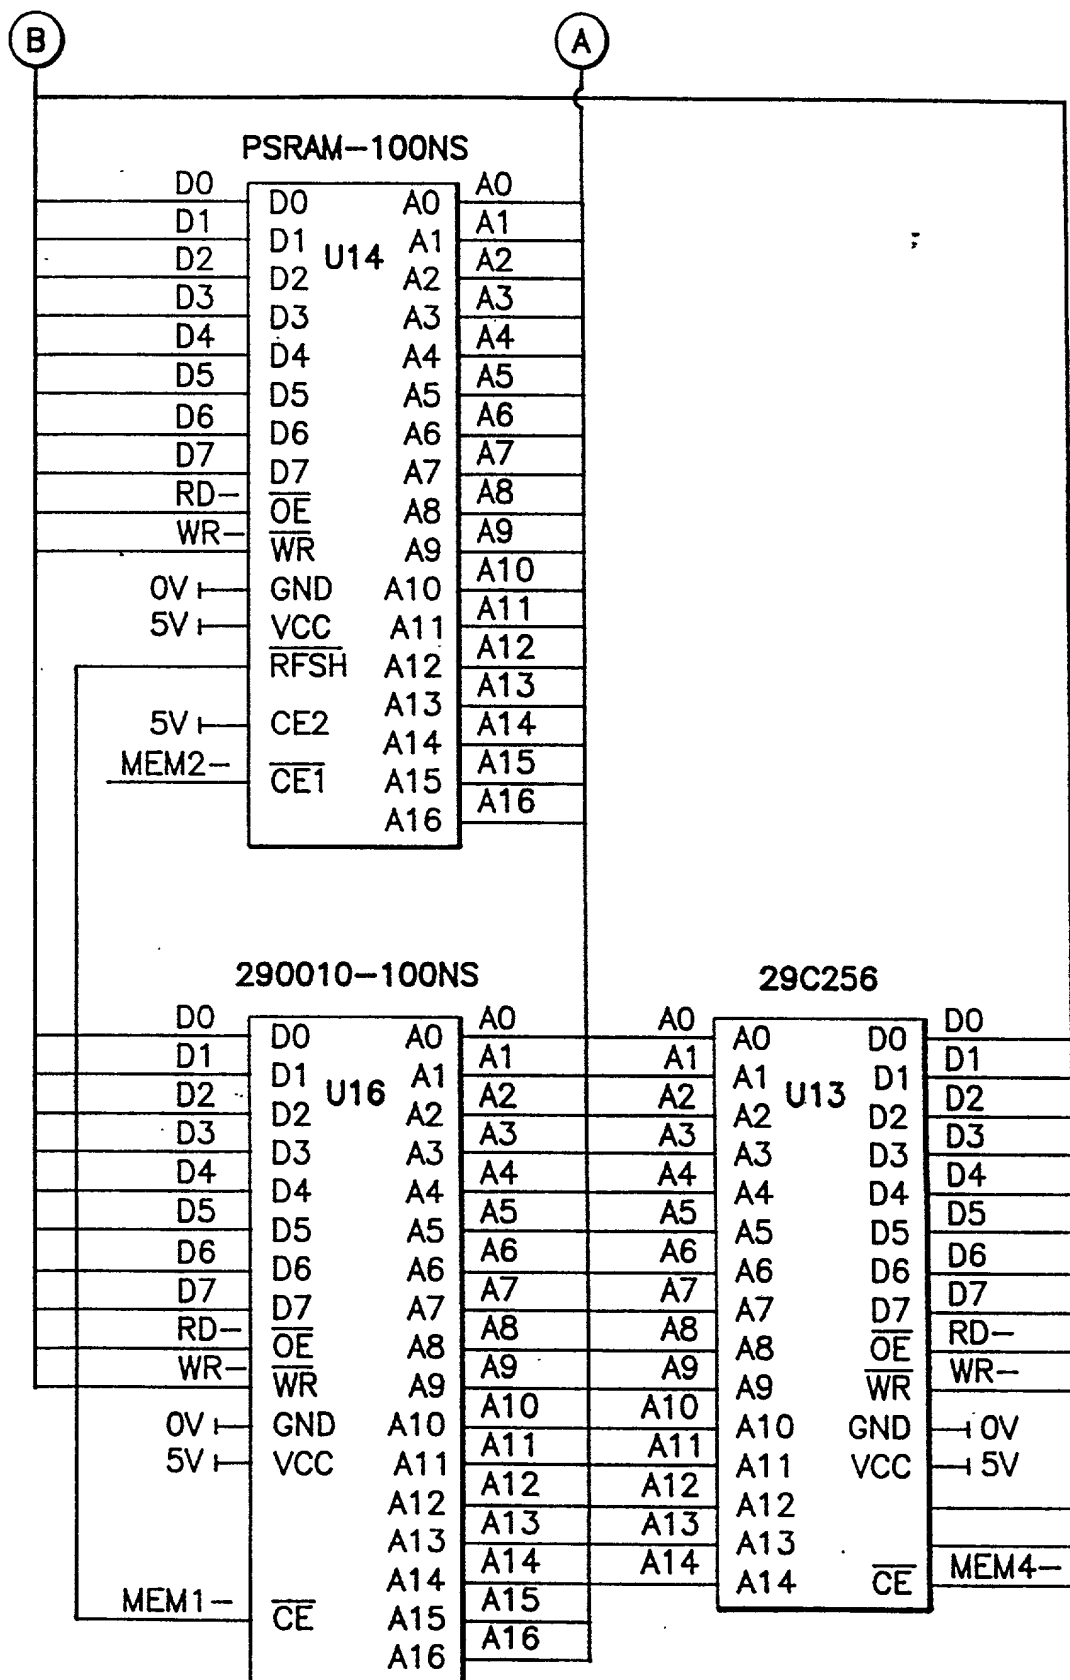 B A
PSRAM-100NS
D0 D0 A0 A0
D1 D1 A1 A1
U14
D2 D2 A2 A2
D3 D3 A3 A3
D4 D4 A4 A4
D5 D5 A5 A5
D6 D6 A6 A6
D7 D7 A7 A7
RD- OE A8 A8
WR- WR A9 A9
0V GND A10 A10
5V VCC A11 A11
RFSH A12 A12
A13 A13
5V CE2 A14 A14
MEM2- CE1 A15 A15
A16 A16
290010-100NS 29C256
D0 D0 A0 A0 A0 A0 D0 D0
D1 D1 A1 A1 A1 A1 D1 D1
U16 U13
D2 D2 A2 A2 A2 A2 D2 D2
D3 D3 A3 A3 A3 A3 D3 D3
D4 D4 A4 A4 A4 A4 D4 D4
D5 D5 A5 A5 A5 A5 D5 D5
D6 D6 A6 A6 A6 A6 D6 D6
D7 D7 A7 A7 A7 A7 D7 D7
RD- OE A8 A8 A8 A8 OE RD-
WR- WR A9 A9 A9 A9 WR WR-
0V GND A10 A10 A10 A10 GND 0V
5V VCC A11 A11 A11 A11 VCC 5V
A12 A12 A12 A12
A13 A13 A13 A13
A14 A14 A14 A14 CE MEM4-
MEM1- CE A15 A15
A16 A16